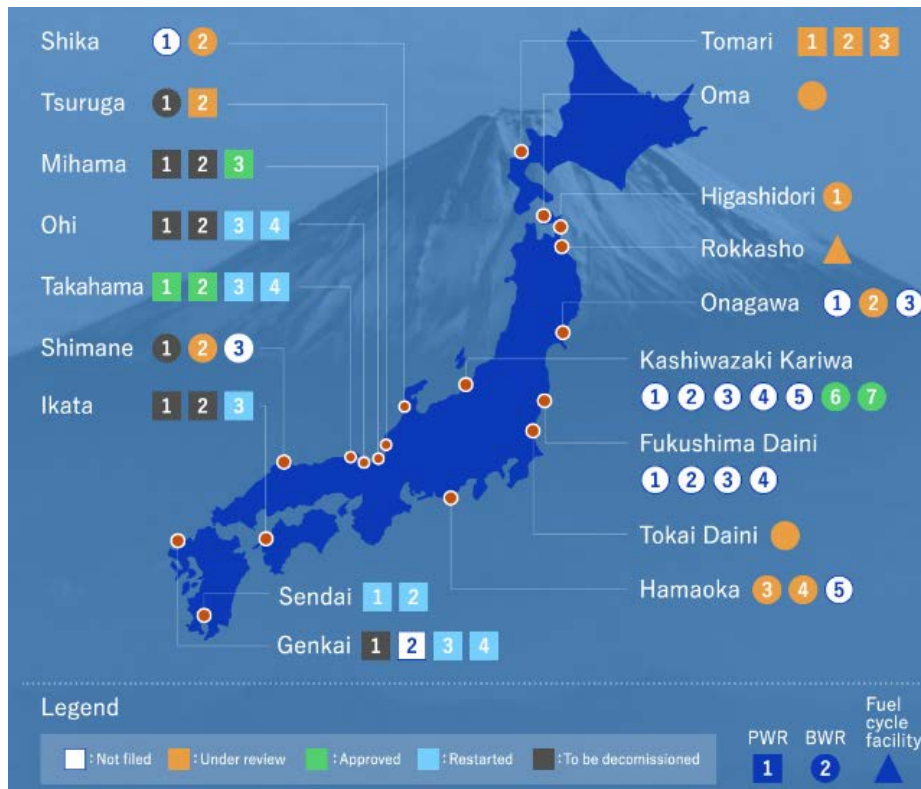 Shika 1 2
Tsuruga 1 2
Mihama 1 2 3
Ohi 1 2 3 4
Takahama 1 2 3 4
Shimane 1 2 3
Ikata 1 2 3
Tomari 1 2 3
Oma
Higashidori 1
Rokkasho
Onagawa 1 2 3
Kashiwazaki Kariwa
1 2 3 4 5 6 7
Fukushima Daini
1 2 3 4
Tokai Daini
Hamaoka 3 4 5
Sendai 1 2
Genkai 1 2 3 4
Legend
:Not filed :Under review :Approved :Restarted :To be decomissioned
PWR
1
BWR
2
Fuel
cycle
facility